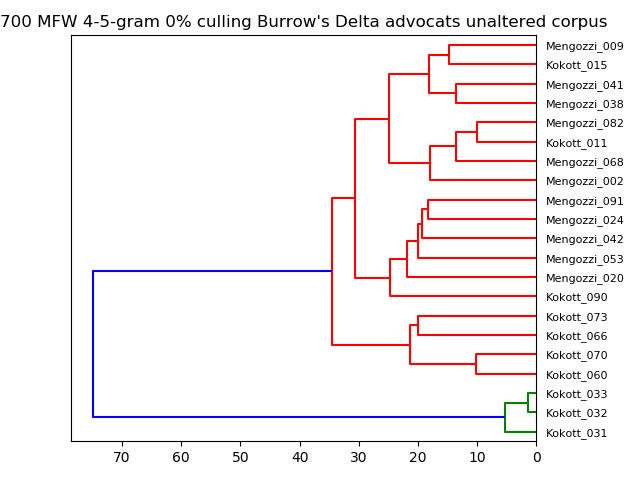 700 MFW 4-5-gram 0% culling Burrow's Delta advocats unaltered corpus
Mengozzi_009
Kokott_015
Mengozzi_041
Mengozzi_038
Mengozzi_082
Kokott_011
Mengozzi_068
Mengozzi_002
Mengozzi_091
Mengozzi_024
Mengozzi_042
Mengozzi_053
Mengozzi_020
Kokott_090
Kokott_073
Kokott_066
Kokott_070
Kokott_060
Kokott_033
Kokott_032
Kokott_031
70 60 50 40 30 20 10 0